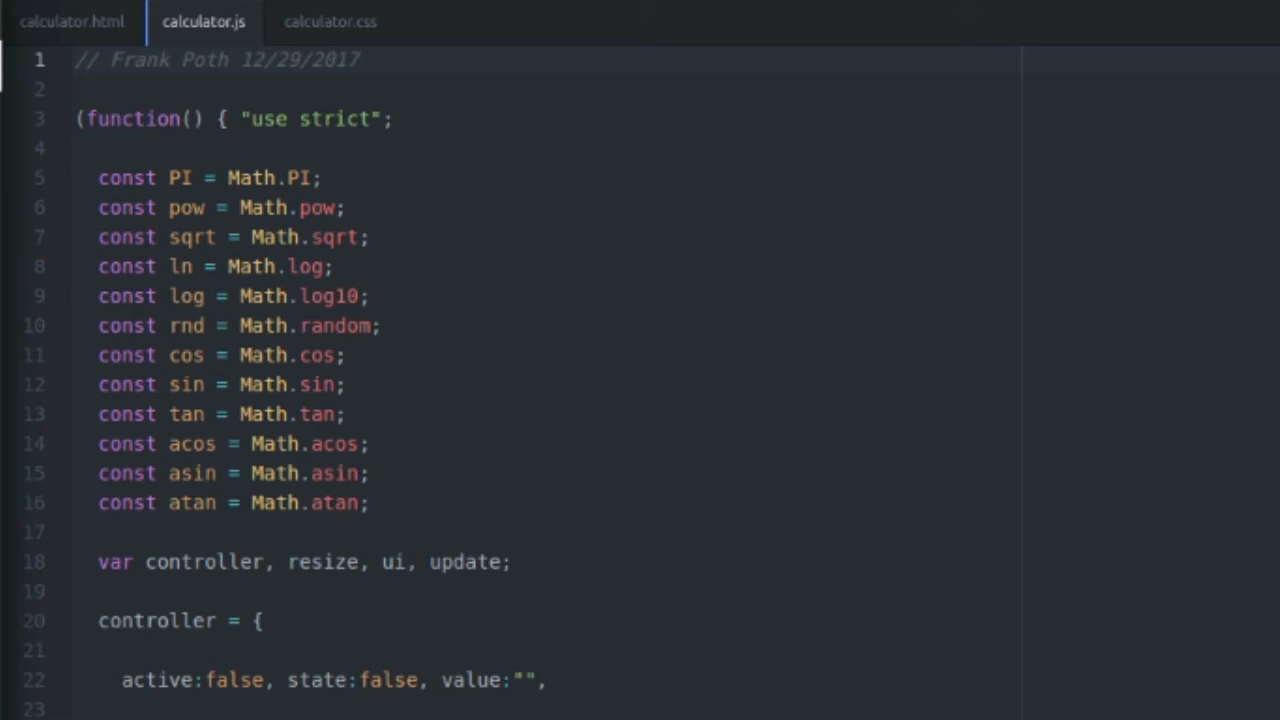 calculator.html calculator.js calculator.css
1 // Frank Poth 12/29/2017
2
3 (function() { "use strict";
4
5 const PI = Math.PI;
6 const pow = Math.pow;
7 const sqrt = Math.sqrt;
8 const ln = Math.log;
9 const log = Math.log10;
10 const rnd = Math.random;
11 const cos = Math.cos;
12 const sin = Math.sin;
13 const tan = Math.tan;
14 const acos = Math.acos;
15 const asin = Math.asin;
16 const atan = Math.atan;
17
18 var controller, resize, ui, update;
19
20 controller = {
21
22 active:false, state:false, value:"",
23